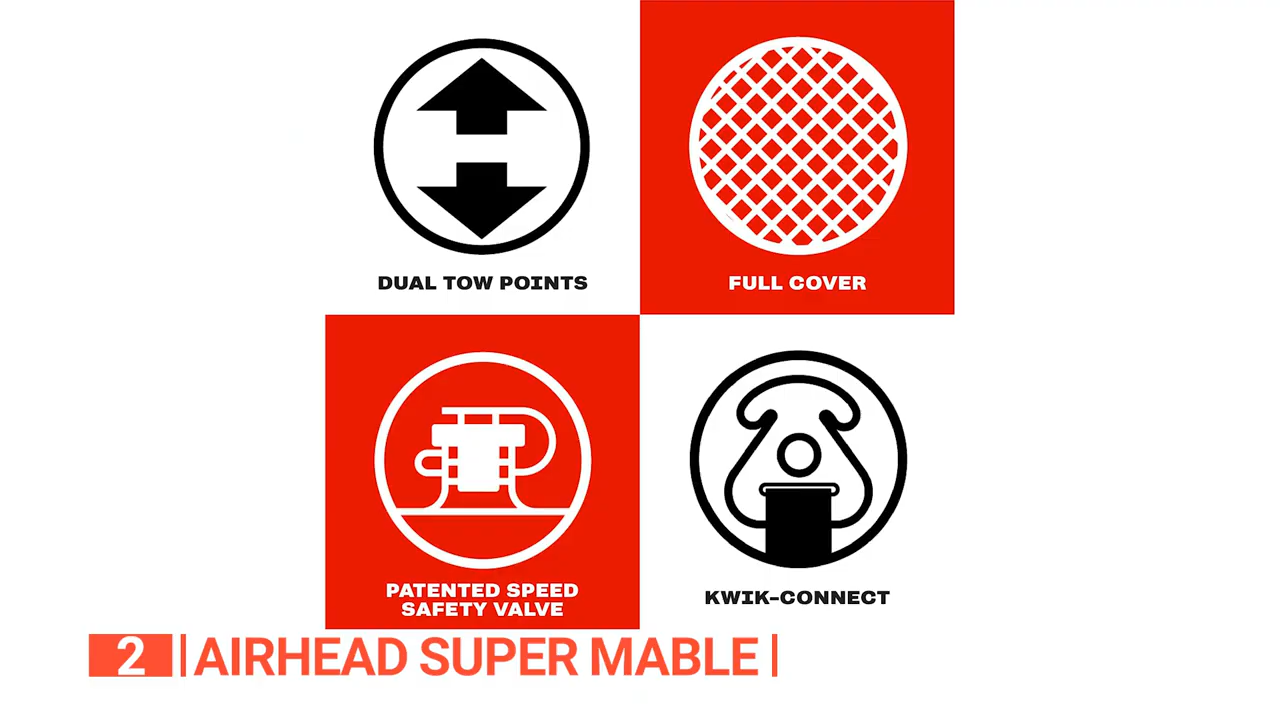 DUAL TOW POINTS
FULL COVER
PATENTED SPEED
SAFETY VALVE
KWIK-CONNECT
2 AIRHEAD SUPER MABLE